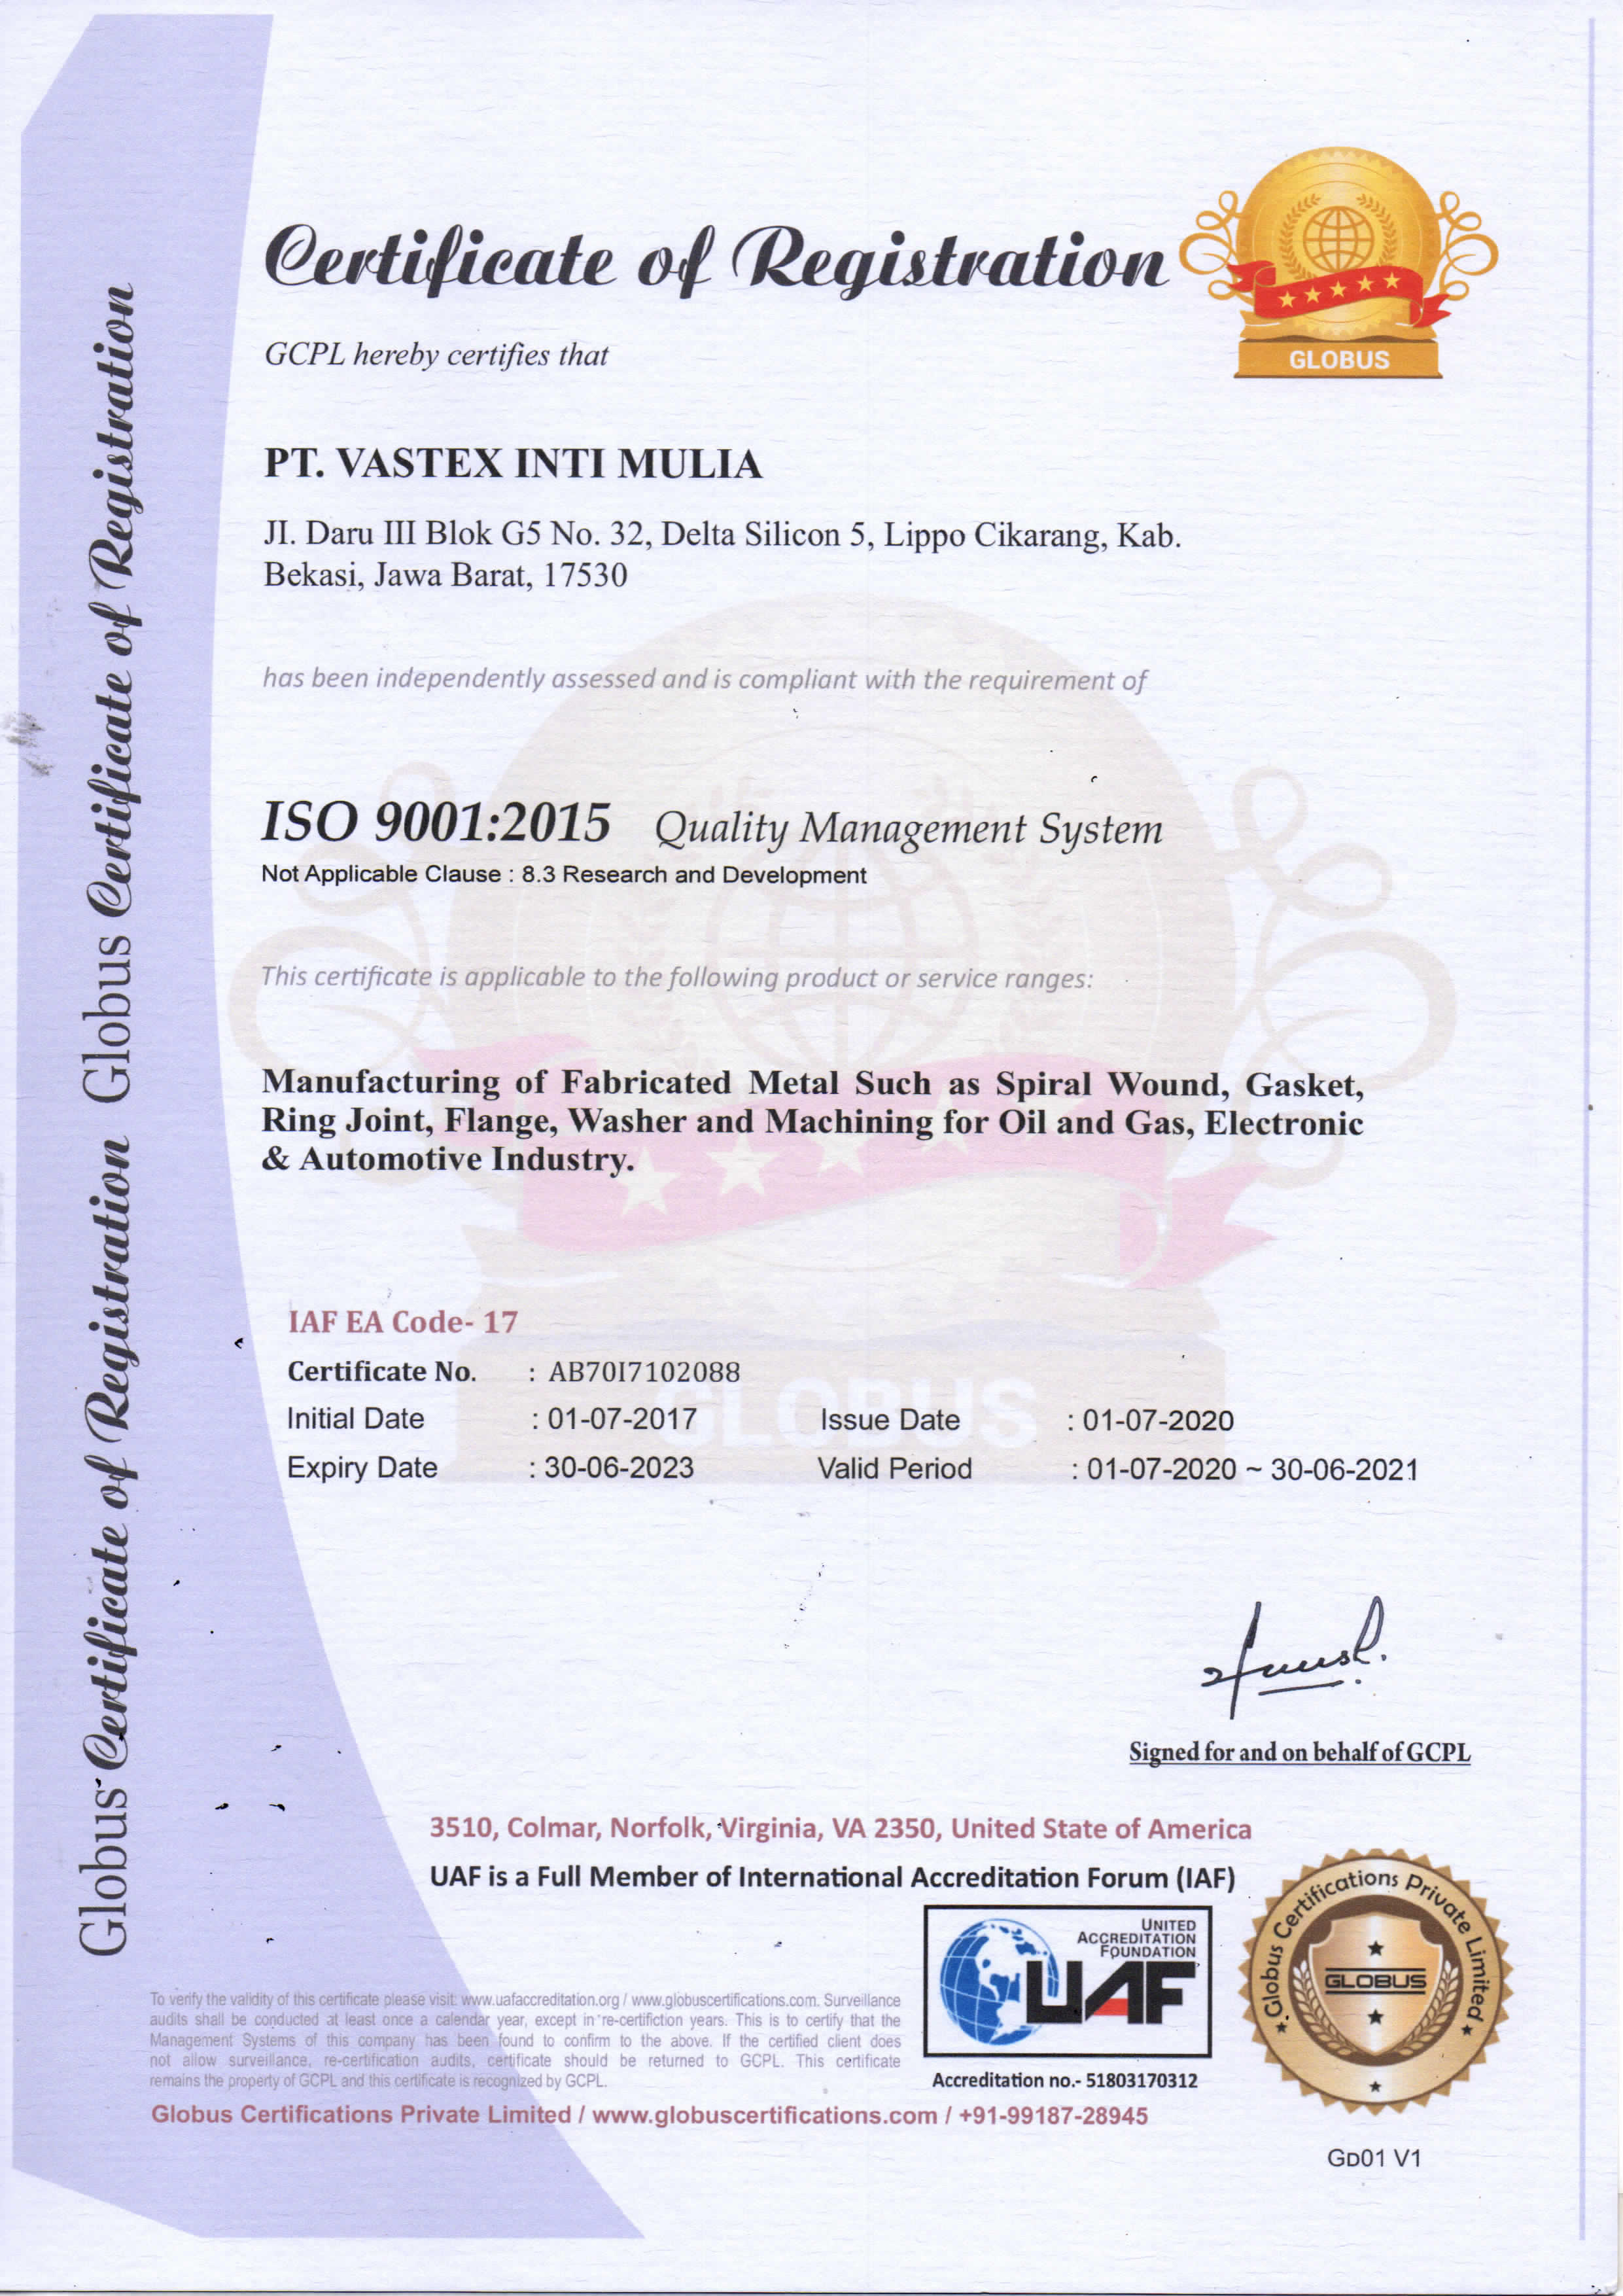 Certificate of Registration
GLOBUS
GCPL hereby certifies that
PT. VASTEX INTI MULIA
JI. Daru III Blok G5 No. 32, Delta Silicon 5, Lippo Cikarang, Kab.
Bekasi, Jawa Barat, 17530
has been independently assessed and is compliant with the requirement of
ISO 9001:2015 Quality Management System
Not Applicable Clause : 8.3 Research and Development
This certificate is applicable to the following product or service ranges:
Manufacturing of Fabricated Metal Such as Spiral Wound, Gasket,
Ring Joint, Flange, Washer and Machining for Oil and Gas, Electronic
& Automotive Industry.
IAF EA Code- 17
Certificate No. : AB70I7102088
GLOBUS
Initial Date : 01-07-2017 Issue Date : 01-07-2020
Expiry Date : 30-06-2023 Valid Period : 01-07-2020 ~ 30-06-2021
Signed for and on behalf of GCPL
3510, Colmar, Norfolk, Virginia, VA 2350, United State of America
UAF is a Full Member of International Accreditation Forum (IAF)
UNITED
ACCREDITATION
FOUNDATION
UAF
Accreditation no.- 51803170312
Globus Certifications Private Limited
GLOBUS
To verify the validity of this certificate please visit: www.uafaccreditation.org / www.globuscertifications.com. Surveillance
audits shall be conducted at least once a calendar year, except in re-certifiction years. This is to certify that the
Management Systems of this company has been found to confirm to the above. If the certified client does
not allow surveillance, re-certification audits, certificate should be returned to GCPL. This certificate
remains the property of GCPL and this certificate is recognized by GCPL.
Globus Certifications Private Limited / www.globuscertifications.com / +91-99187-28945
GD01 V1
Globus Certificate of Registration Globus Certificate of Registration